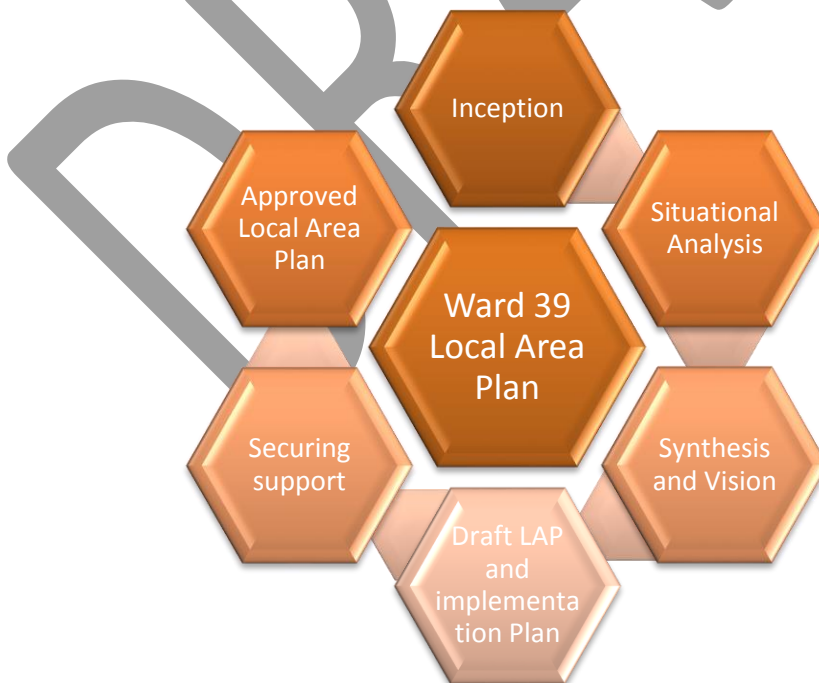 Ward 39
Local Area
Plan
Inception
Situational
Analysis
Synthesis
and Vision
Draft LAP
and
implementa
tion Plan
Securing
support
Approved
Local Area
Plan